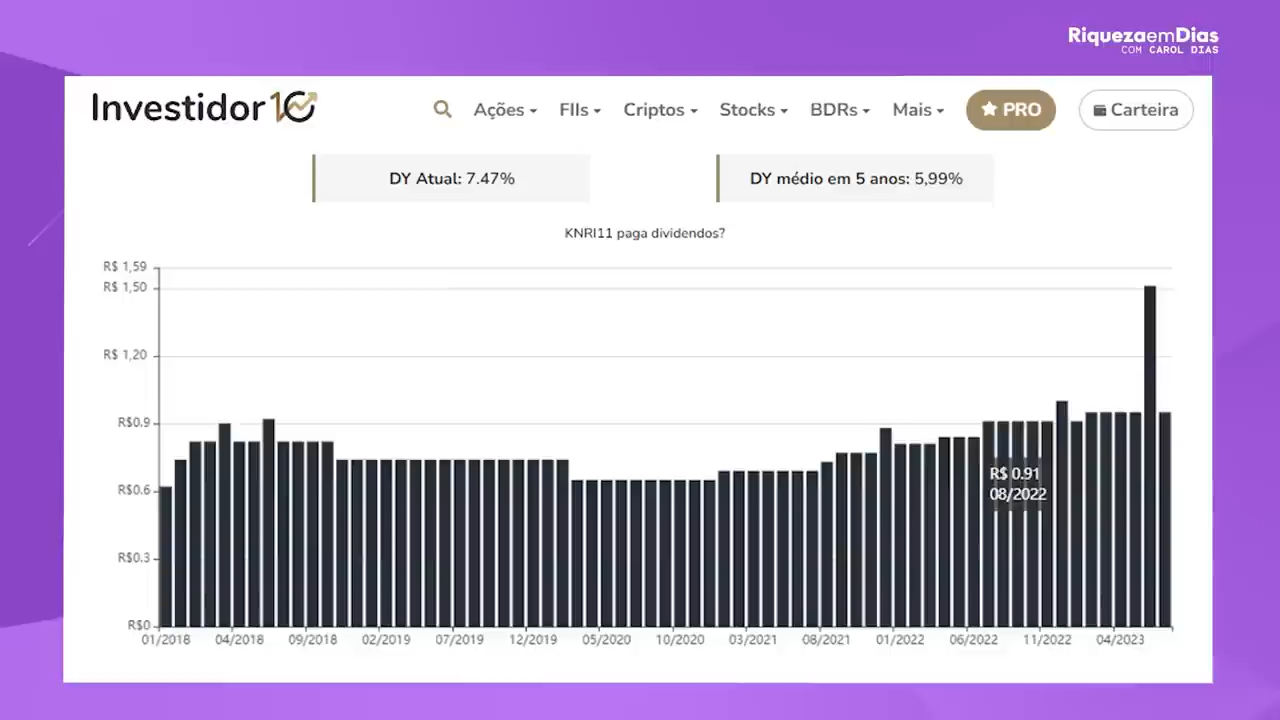 RiquezaemDias
COM CAROL DIAS
Investidor10
Ações
FIIs
Criptos
Stocks
BDRs
Mais
PRO
Carteira
DY Atual: 7.47%
DY médio em 5 anos: 5,99%
KNRI11 paga dividendos?
R$ 1,59
R$ 1,50
R$ 1,20
R$0.9
R$0.6
R$0.3
R$0
R$ 0.91
08/2022
01/2018 04/2018 09/2018 02/2019 07/2019 12/2019 05/2020 10/2020 03/2021 08/2021 01/2022 06/2022 11/2022 04/2023